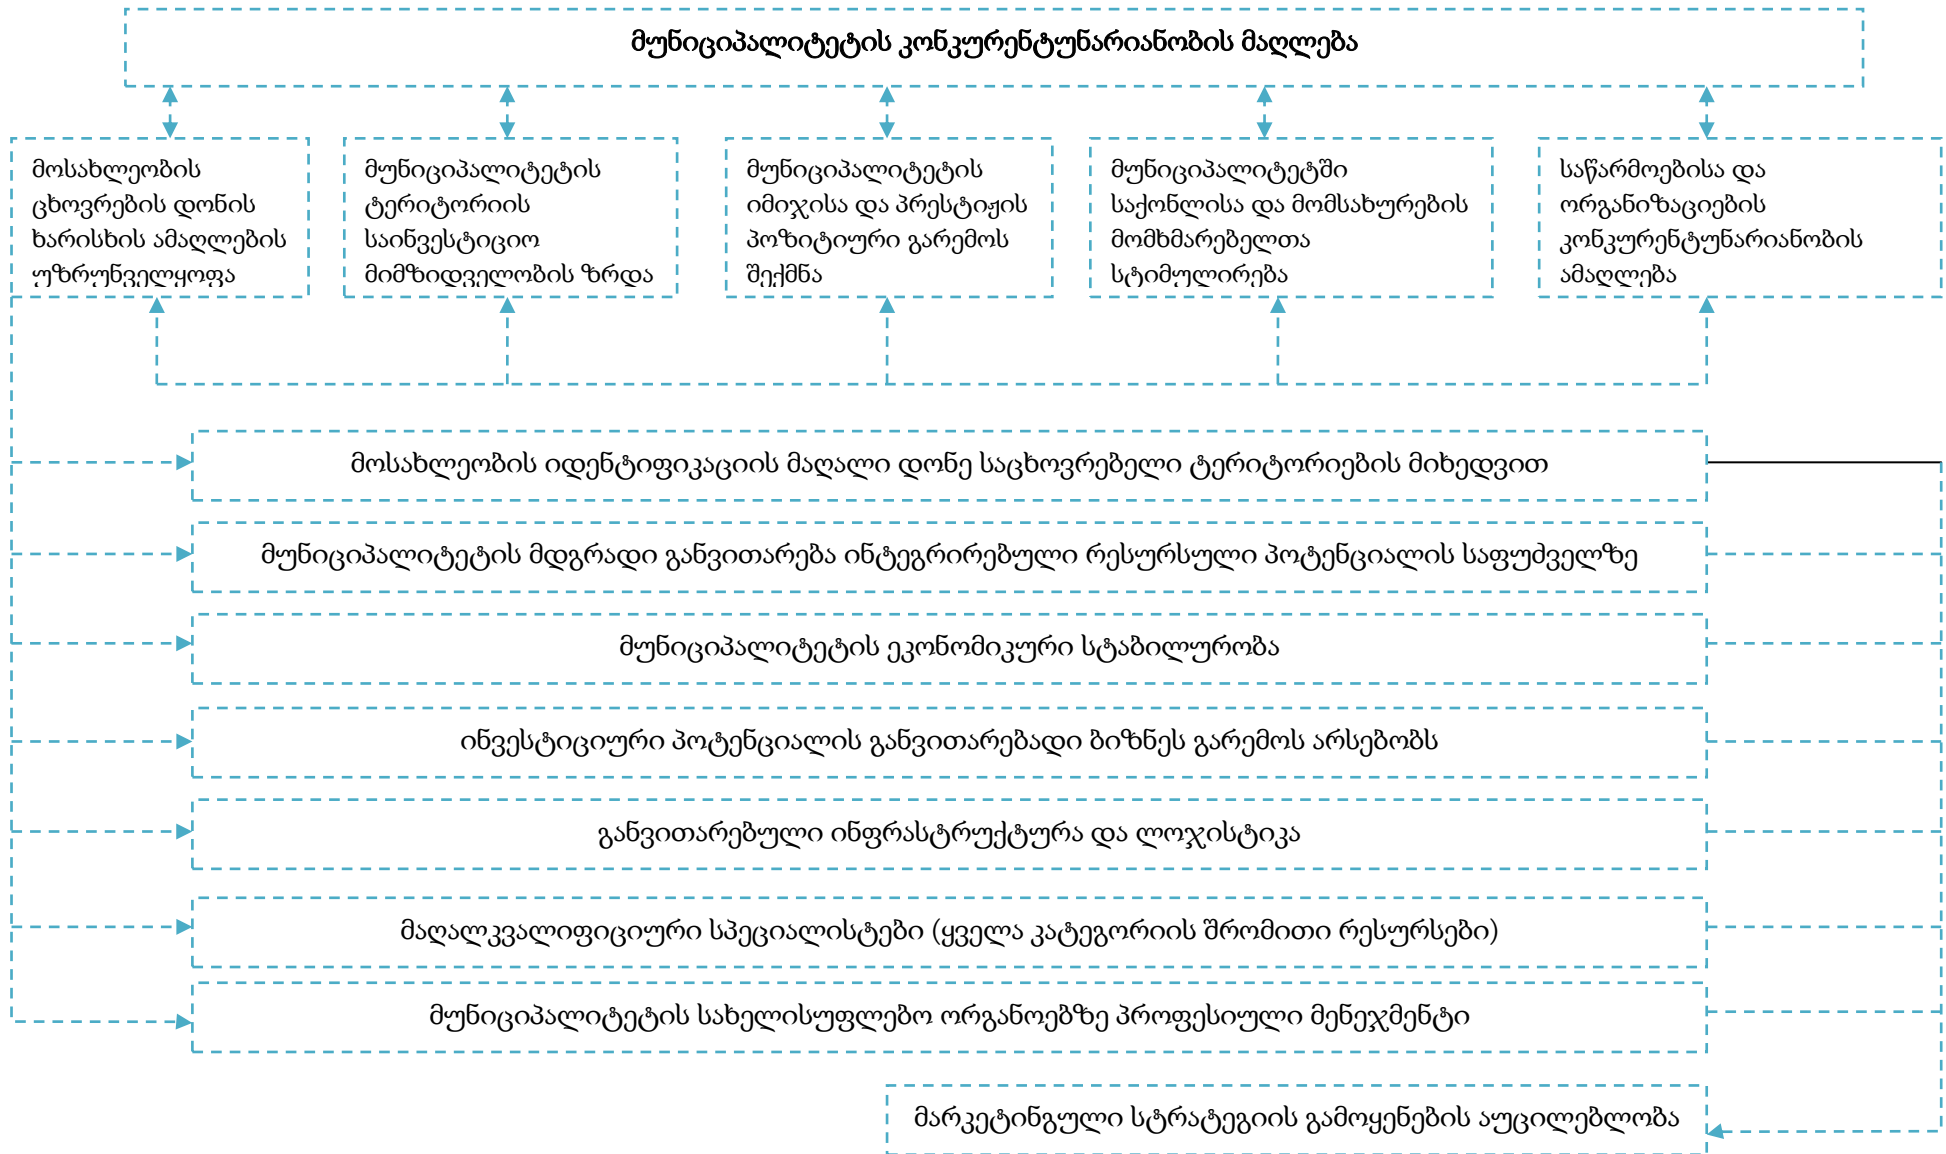 მუნიციპალიტეტის კონკურენტუნარიანობის მაღლება
მოსახლეობის
ცხოვრების დონის
ხარისხის ამაღლების
უზრუნველყოფა
მუნიციპალიტეტის
ტერიტორიის
საინვესტიციო
მიმზიდველობის ზრდა
მუნიციპალიტეტის
იმიჯისა და პრესტიჟის
პოზიტიური გარემოს
შექმნა
მუნიციპალიტეტში
საქონლისა და მომსახურების
მომხმარებელთა
სტიმულირება
საწარმოებისა და
ორგანიზაციების
კონკურენტუნარიანობის
ამაღლება
მოსახლეობის იდენტიფიკაციის მაღალი დონე საცხოვრებელი ტერიტორიების მიხედვით
მუნიციპალიტეტის მდგრადი განვითარება ინტეგრირებული რესურსული პოტენციალის საფუძველზე
მუნიციპალიტეტის ეკონომიკური სტაბილურობა
ინვესტიციური პოტენციალის განვითარებადი ბიზნეს გარემოს არსებობს
განვითარებული ინფრასტრუქტურა და ლოჯისტიკა
მაღალკვალიფიციური სპეციალისტები (ყველა კატეგორიის შრომითი რესურსები)
მუნიციპალიტეტის სახელისუფლებო ორგანოებზე პროფესიული მენეჯმენტი
მარკეტინგული სტრატეგიის გამოყენების აუცილებლობა